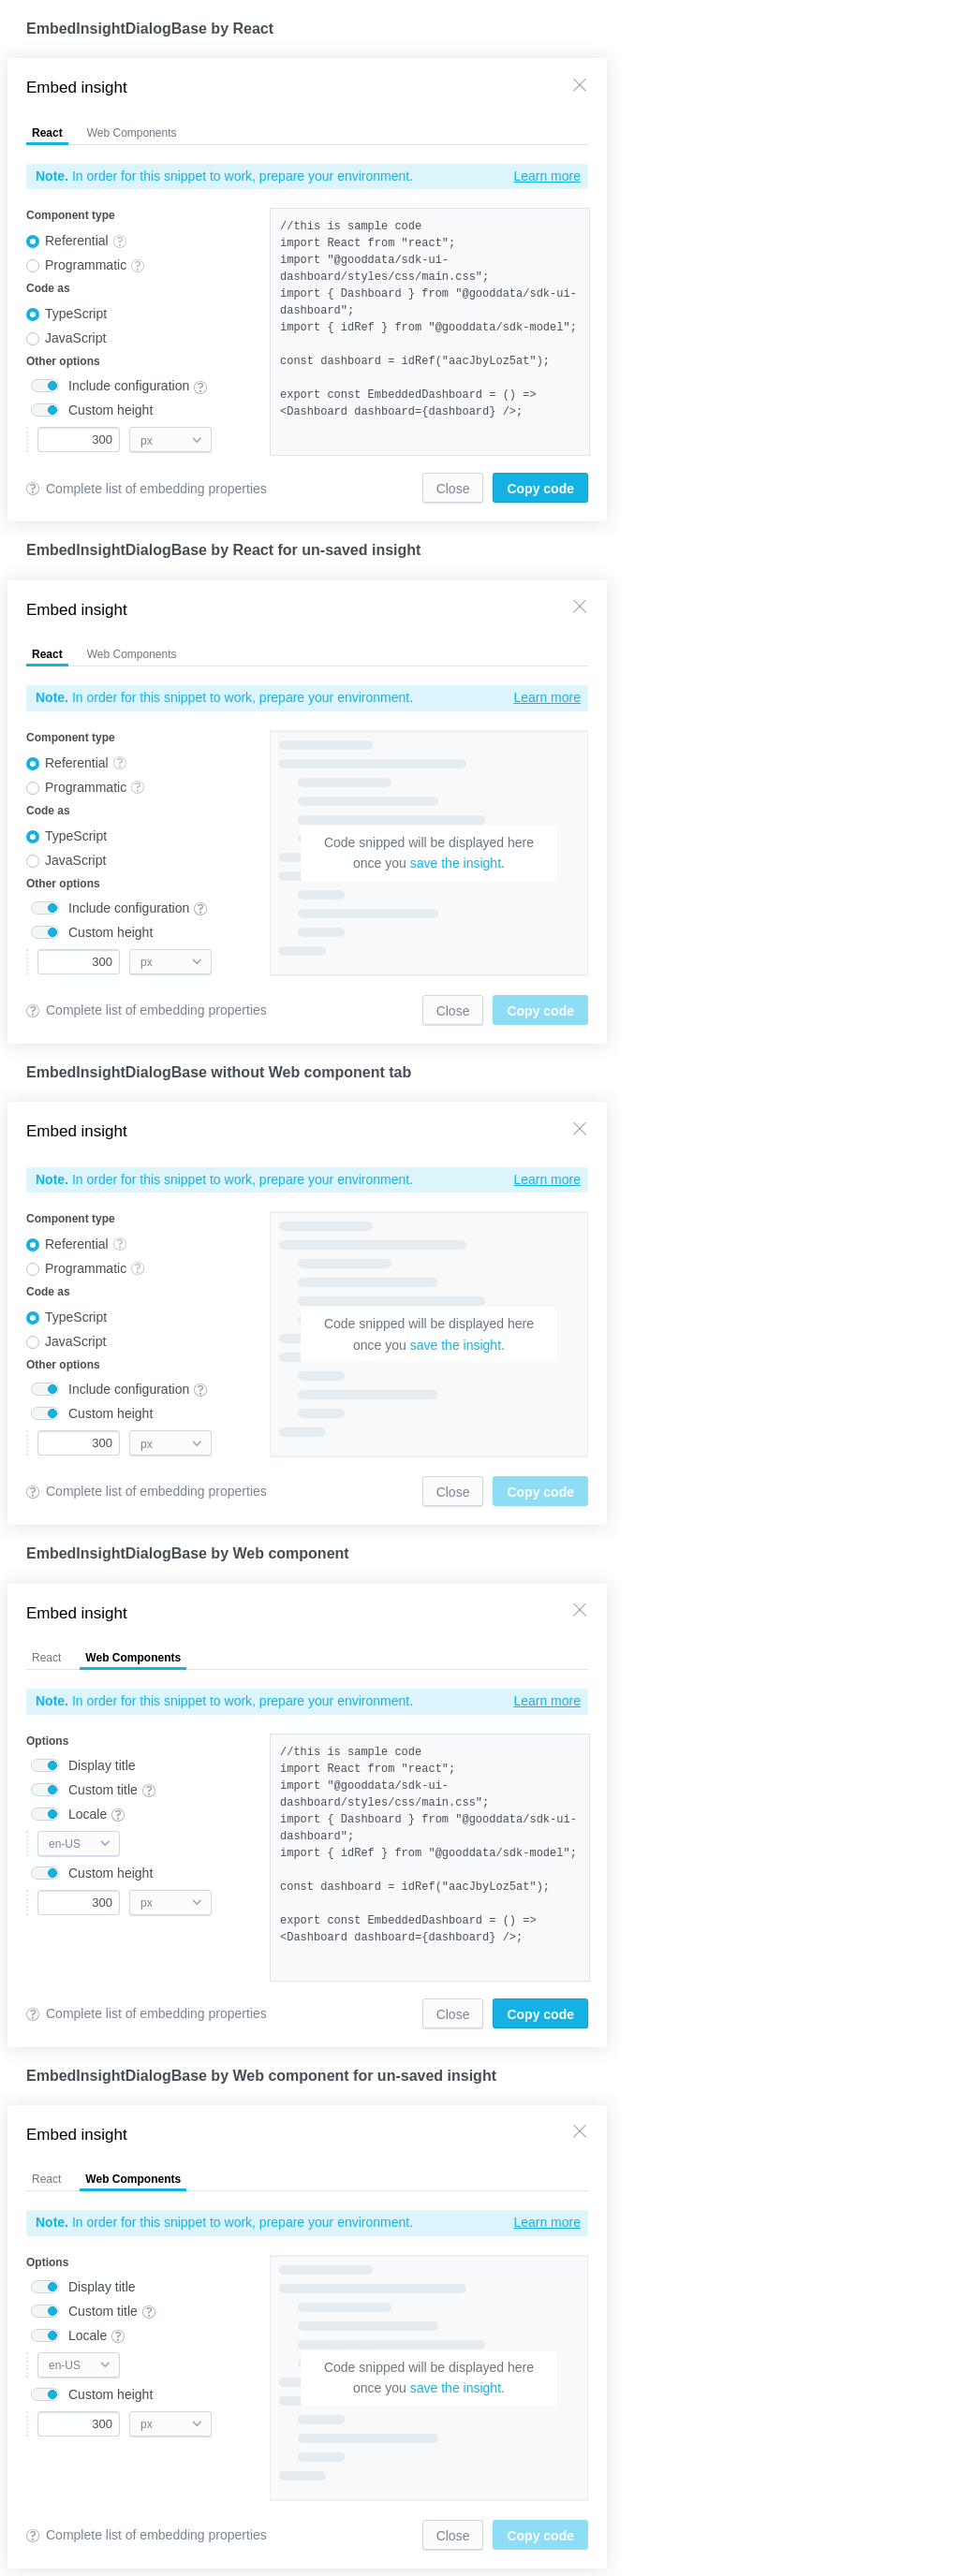 EmbedInsightDialogBase by React
Embed insight
React Web Components
Note. In order for this snippet to work, prepare your environment. Learn more
Component type
Referential ?
Programmatic ?
Code as
TypeScript
JavaScript
Other options
Include configuration ?
Custom height
300 px
//this is sample code
import React from "react";
import "@gooddata/sdk-ui-
dashboard/styles/css/main.css";
import { Dashboard } from "@gooddata/sdk-ui-
dashboard";
import { idRef } from "@gooddata/sdk-model";
const dashboard = idRef("aacJbyLoz5at");
export const EmbeddedDashboard = () =>
<Dashboard dashboard={dashboard} />;
? Complete list of embedding properties Close Copy code
EmbedInsightDialogBase by React for un-saved insight
Embed insight
React Web Components
Note. In order for this snippet to work, prepare your environment. Learn more
Component type
Referential ?
Programmatic ?
Code as
TypeScript
JavaScript
Other options
Include configuration ?
Custom height
300 px
Code snipped will be displayed here
once you save the insight.
? Complete list of embedding properties Close Copy code
EmbedInsightDialogBase without Web component tab
Embed insight
Note. In order for this snippet to work, prepare your environment. Learn more
Component type
Referential ?
Programmatic ?
Code as
TypeScript
JavaScript
Other options
Include configuration ?
Custom height
300 px
Code snipped will be displayed here
once you save the insight.
? Complete list of embedding properties Close Copy code
EmbedInsightDialogBase by Web component
Embed insight
React Web Components
Note. In order for this snippet to work, prepare your environment. Learn more
Options
Display title
Custom title ?
Locale ?
en-US
Custom height
300 px
//this is sample code
import React from "react";
import "@gooddata/sdk-ui-
dashboard/styles/css/main.css";
import { Dashboard } from "@gooddata/sdk-ui-
dashboard";
import { idRef } from "@gooddata/sdk-model";
const dashboard = idRef("aacJbyLoz5at");
export const EmbeddedDashboard = () =>
<Dashboard dashboard={dashboard} />;
? Complete list of embedding properties Close Copy code
EmbedInsightDialogBase by Web component for un-saved insight
Embed insight
React Web Components
Note. In order for this snippet to work, prepare your environment. Learn more
Options
Display title
Custom title ?
Locale ?
en-US
Custom height
300 px
Code snipped will be displayed here
once you save the insight.
? Complete list of embedding properties Close Copy code